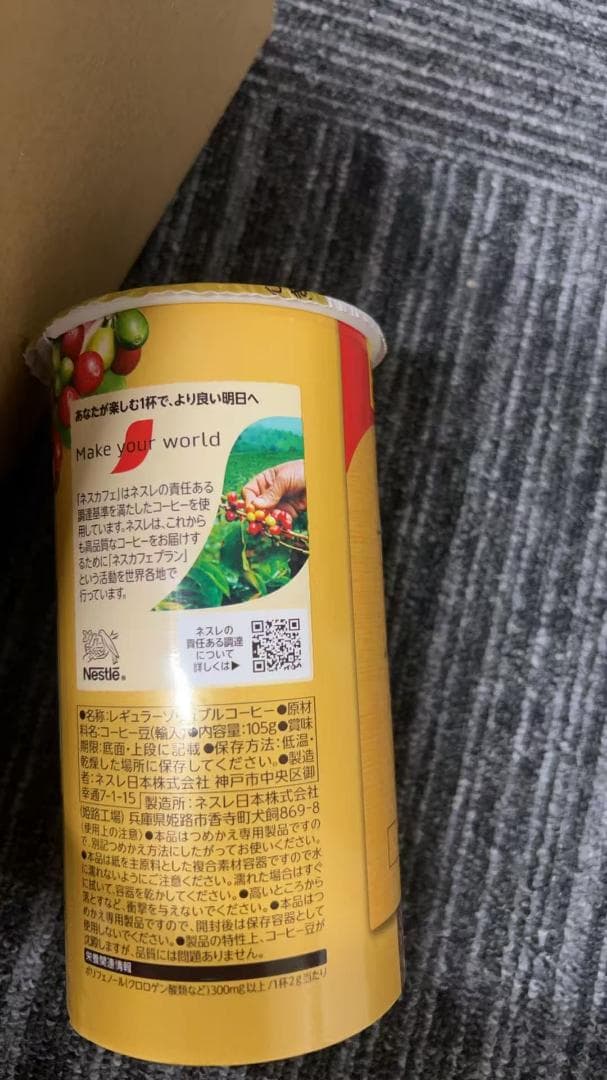 あなたが楽しむ1杯で、より良い明日へ
Make your world
「ネスカフェ」はネスレの責任ある
調達基準を満たしたコーヒーを使
用しています。ネスレは、これから
も高品質なコーヒーをお届けす
るために「ネスカフェプラン」
という活動を世界各地で
行っています。
ネスレの
責任ある調達
について
詳しくは▶
Nestlé®
●名称:レギュラーソリュブルコーヒー●原材
料名:コーヒー豆(輸入)●内容量:105g●賞味
期限:底面・上段に記載●保存方法:低温・
乾燥した場所に保存してください。●製造
者:ネスレ日本株式会社 神戸市中央区御
幸通7-1-15 製造所:ネスレ日本株式会社
(姫路工場) 兵庫県姫路市香寺町犬飼869-8
(使用上の注意)●本品はつめかえ専用製品ですの
で、別記つめかえ方法にしたがってお使いください。
●本品は紙を主原料とした複合素材容器ですので水
に濡れないようにご注意ください。濡れた場合はすぐ
に拭いて、容器を乾かしてください。●高いところから
落とすなど、衝撃を与えないでください。●本品はつ
めかえ専用製品ですので、開封後は保存容器として
使用しないでください。●製品の特性上、コーヒー豆が
沈殿しますが、品質には問題ありません。
栄養関連情報
ポリフェノール(クロロゲン酸類など)300mg以上/1杯2g当たり